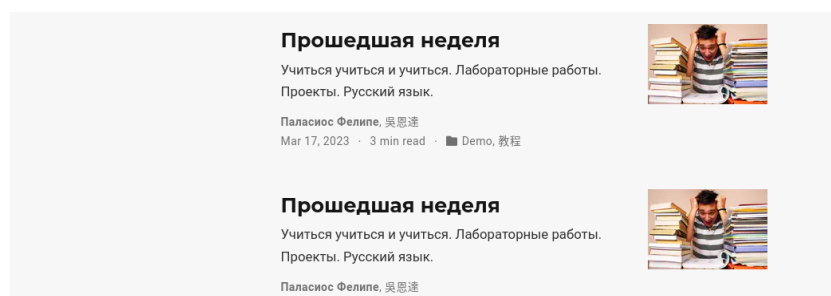 Прошедшая неделя
Учиться учиться и учиться. Лабораторные работы.
Проекты. Русский язык.
Паласиос Фелипе, 吳恩達
Mar 17, 2023 · 3 min read · Demo, 教程
Прошедшая неделя
Учиться учиться и учиться. Лабораторные работы.
Проекты. Русский язык.
Паласиос Фелипе, 吳恩達